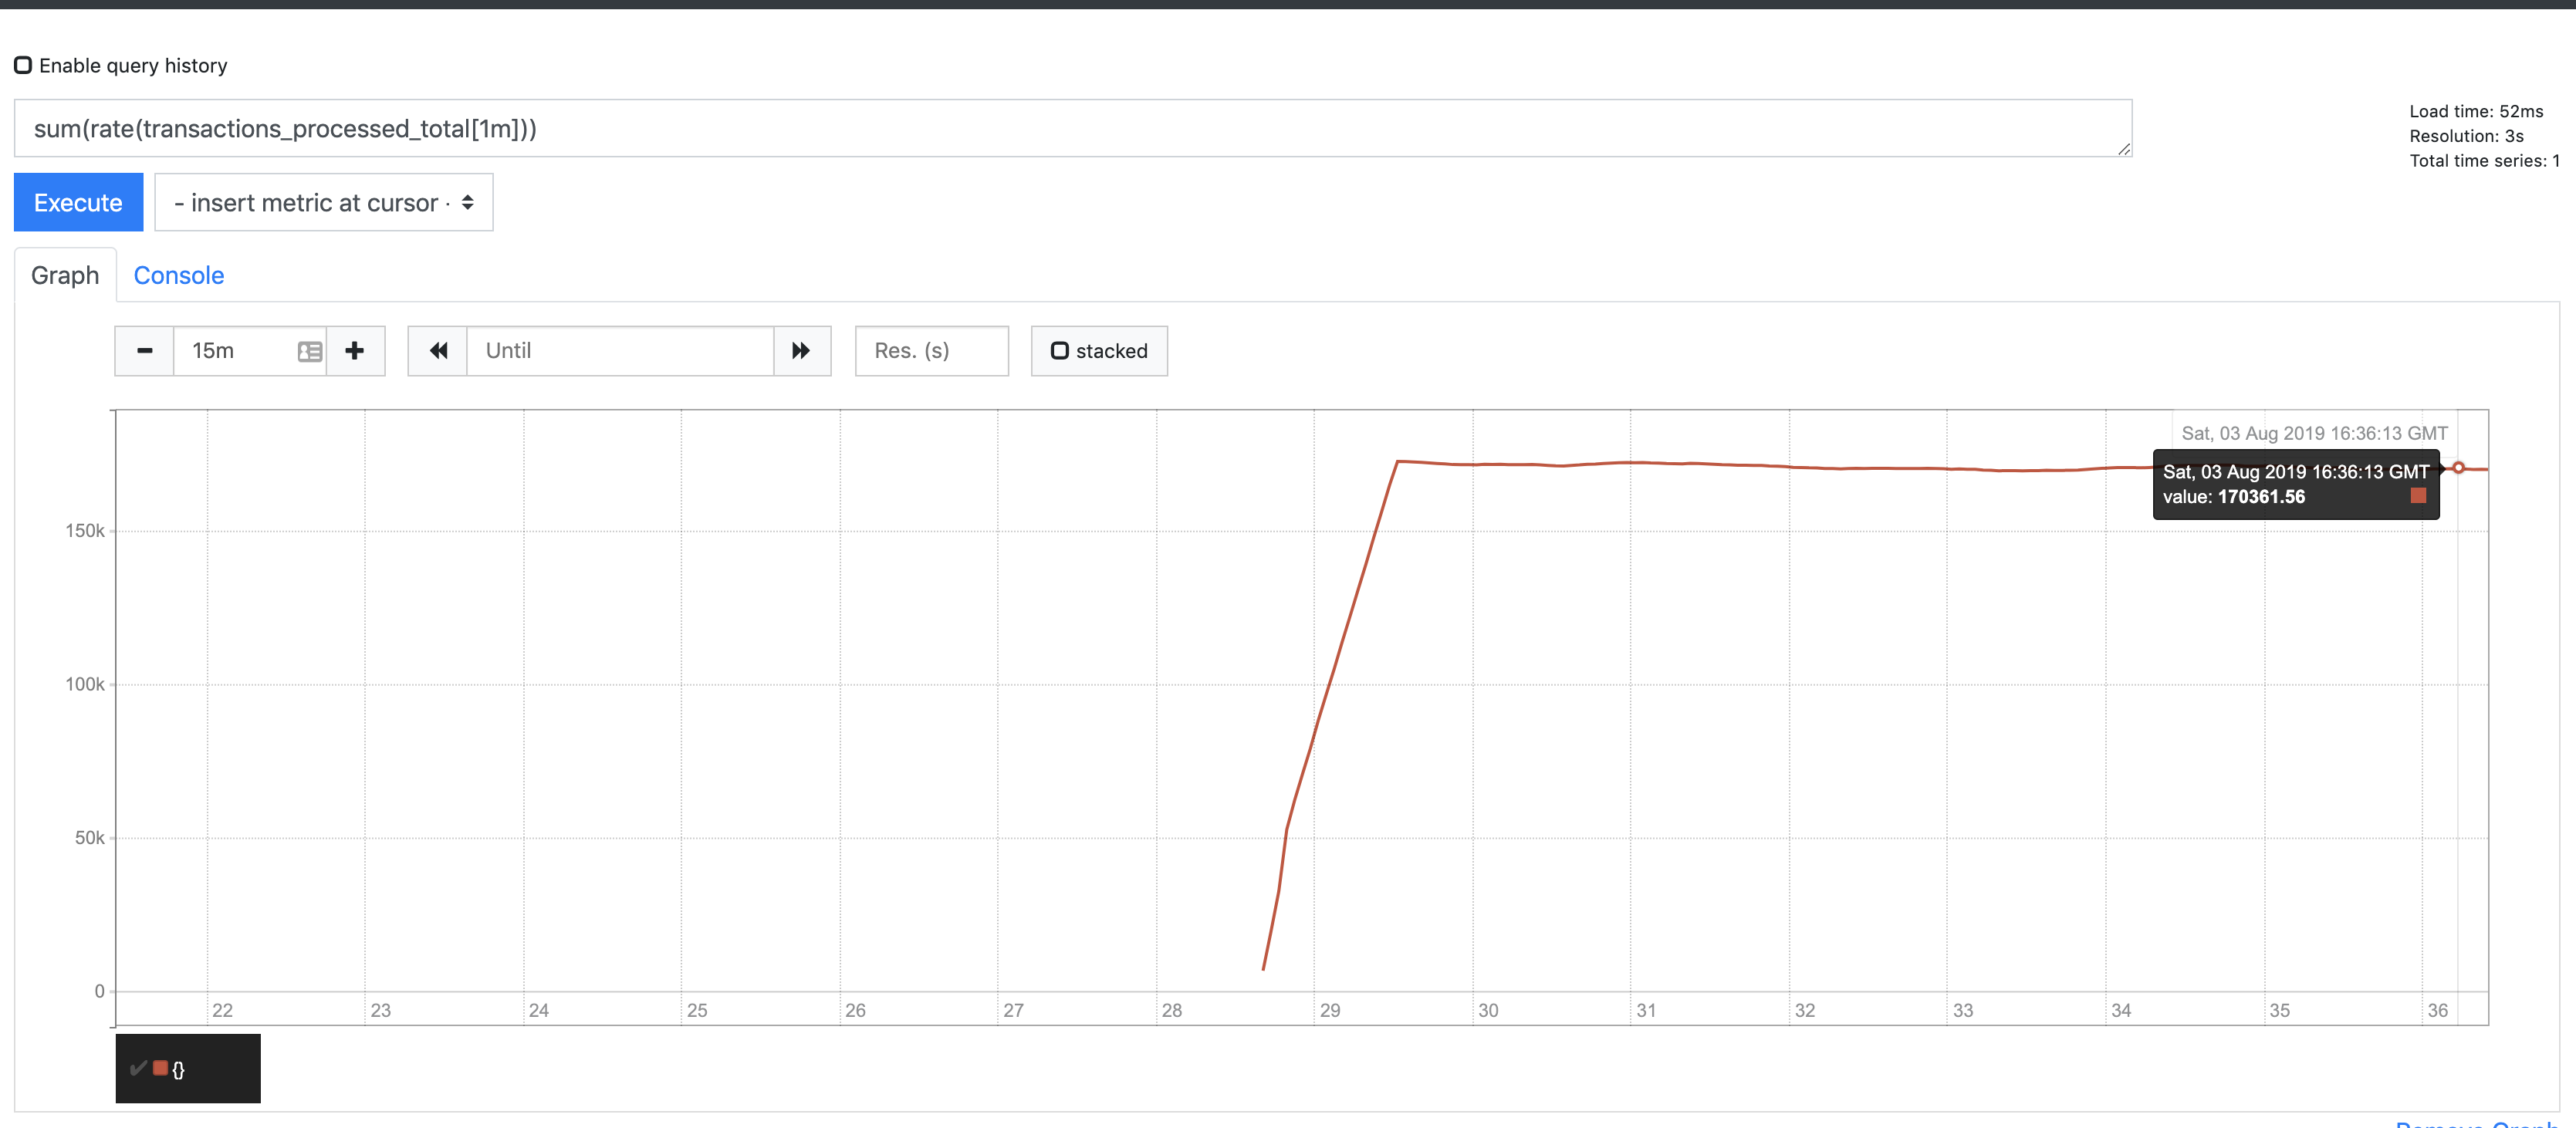 Enable query history
sum(rate(transactions_processed_total[1m]))
Load time: 52ms
Resolution: 3s
Total time series: 1
Execute
- insert metric at cursor -
Graph
Console
15m
Until
Res. (s)
stacked
Sat, 03 Aug 2019 16:36:13 GMT
Sat, 03 Aug 2019 16:36:13 GMT
value: 170361.56
150k
100k
50k
0
22 23 24 25 26 27 28 29 30 31 32 33 34 35 36
{}
Remove Graph